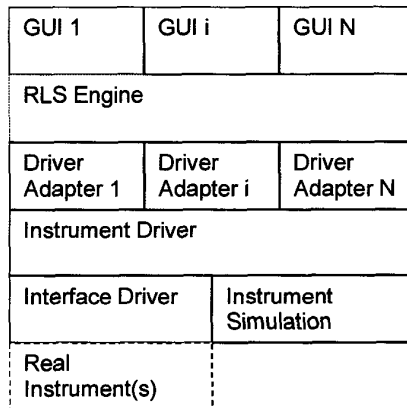 GUI 1 GUI i GUI N
RLS Engine
Driver Driver Driver
Adapter 1 Adapter i Adapter N
Instrument Driver
Interface Driver Instrument
Simulation
Real
Instrument(s)